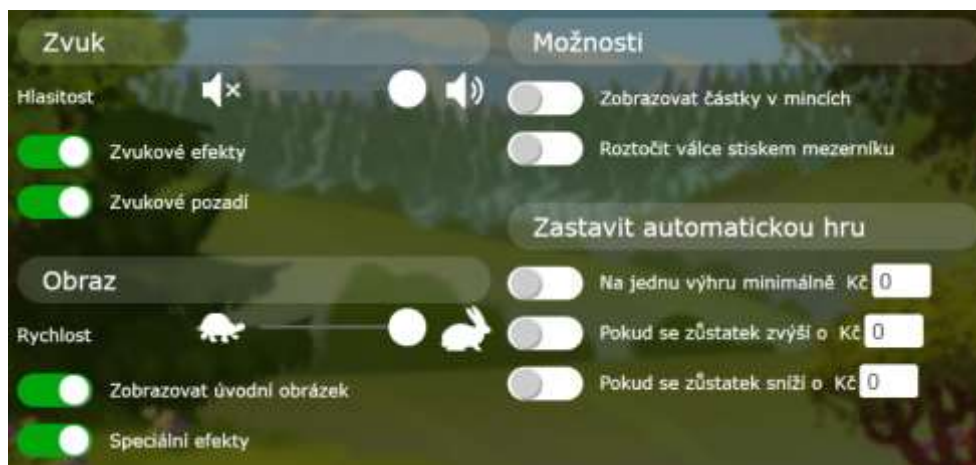 Zvuk
Hlasitost
Zvukové efekty
Zvukové pozadí
Obraz
Rychlost
Zobrazovat úvodní obrázek
Speciální efekty
Možnosti
Zobrazovat částky v mincích
Roztočit válce stiskem mezerníku
Zastavit automatickou hru
Na jednu výhru minimálně Kč 0
Pokud se zůstatek zvýší o Kč 0
Pokud se zůstatek sníží o Kč 0